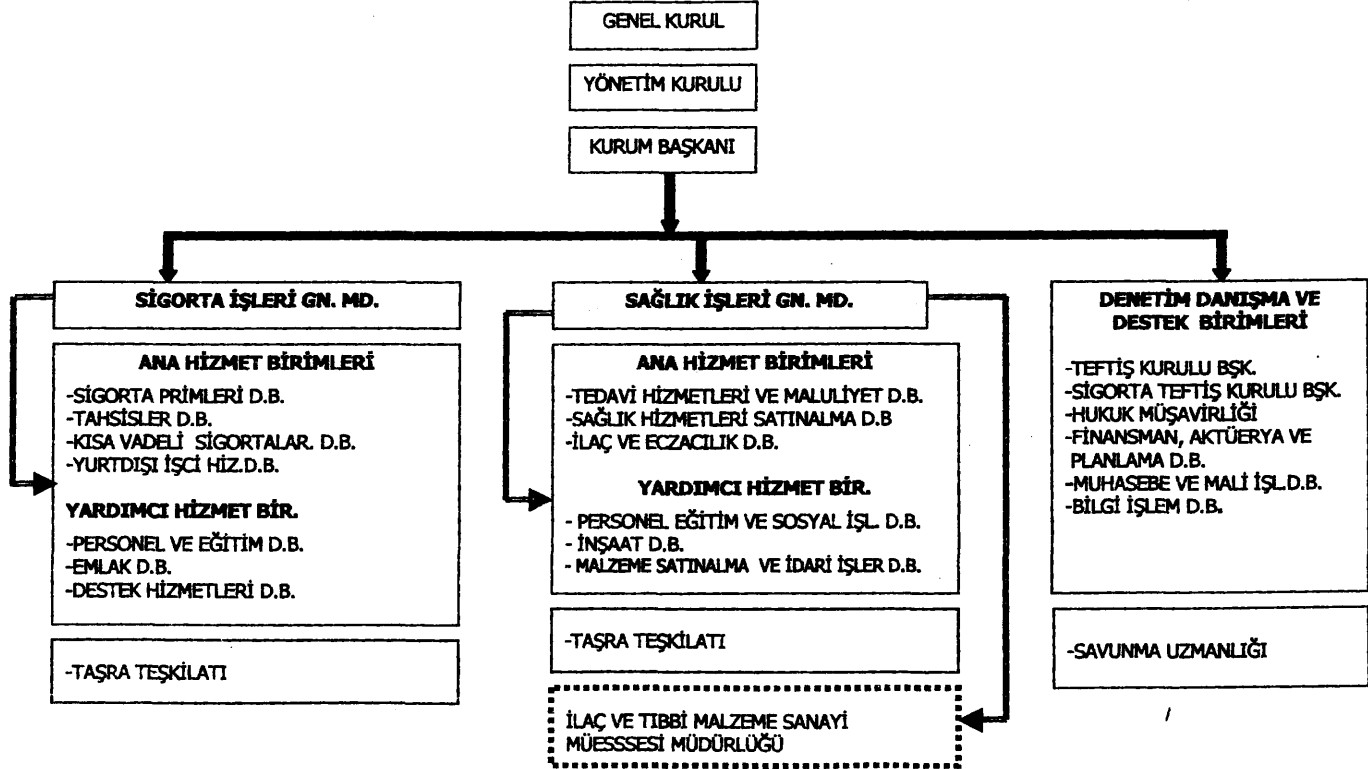 GENEL KURUL
YÖNETİM KURULU
KURUM BAŞKANI
SİGORTA İŞLERİ GN. MD.
ANA HİZMET BİRİMLERİ
-SİGORTA PRİMLERİ D.B.
-TAHSİSLER D.B.
-KISA VADELİ SİGORTALAR. D.B.
-YURTDIŞI İŞCİ HİZ.D.B.
YARDIMCI HİZMET BİR.
-PERSONEL VE EĞİTİM D.B.
-EMLAK D.B.
-DESTEK HİZMETLERİ D.B.
-TAŞRA TEŞKİLATI
SAĞLIK İŞLERİ GN. MD.
ANA HİZMET BİRİMLERİ
-TEDAVİ HİZMETLERİ VE MALULİYET D.B.
-SAĞLIK HİZMETLERİ SATINALMA D.B
-İLAÇ VE ECZACILIK D.B.
YARDIMCI HİZMET BİR.
- PERSONEL EĞİTİM VE SOSYAL İŞL. D.B.
- İNŞAAT D.B.
- MALZEME SATINALMA VE İDARİ İŞLER D.B.
-TAŞRA TEŞKİLATI
İLAÇ VE TIBBİ MALZEME SANAYİ
MÜESSSESİ MÜDÜRLÜĞÜ
DENETİM DANIŞMA VE
DESTEK BİRİMLERİ
-TEFTİŞ KURULU BŞK.
-SİGORTA TEFTİŞ KURULU BŞK.
-HUKUK MÜŞAVİRLİĞİ
-FİNANSMAN, AKTÜERYA VE
PLANLAMA D.B.
-MUHASEBE VE MALİ İŞL.D.B.
-BİLGİ İŞLEM D.B.
-SAVUNMA UZMANLIĞI